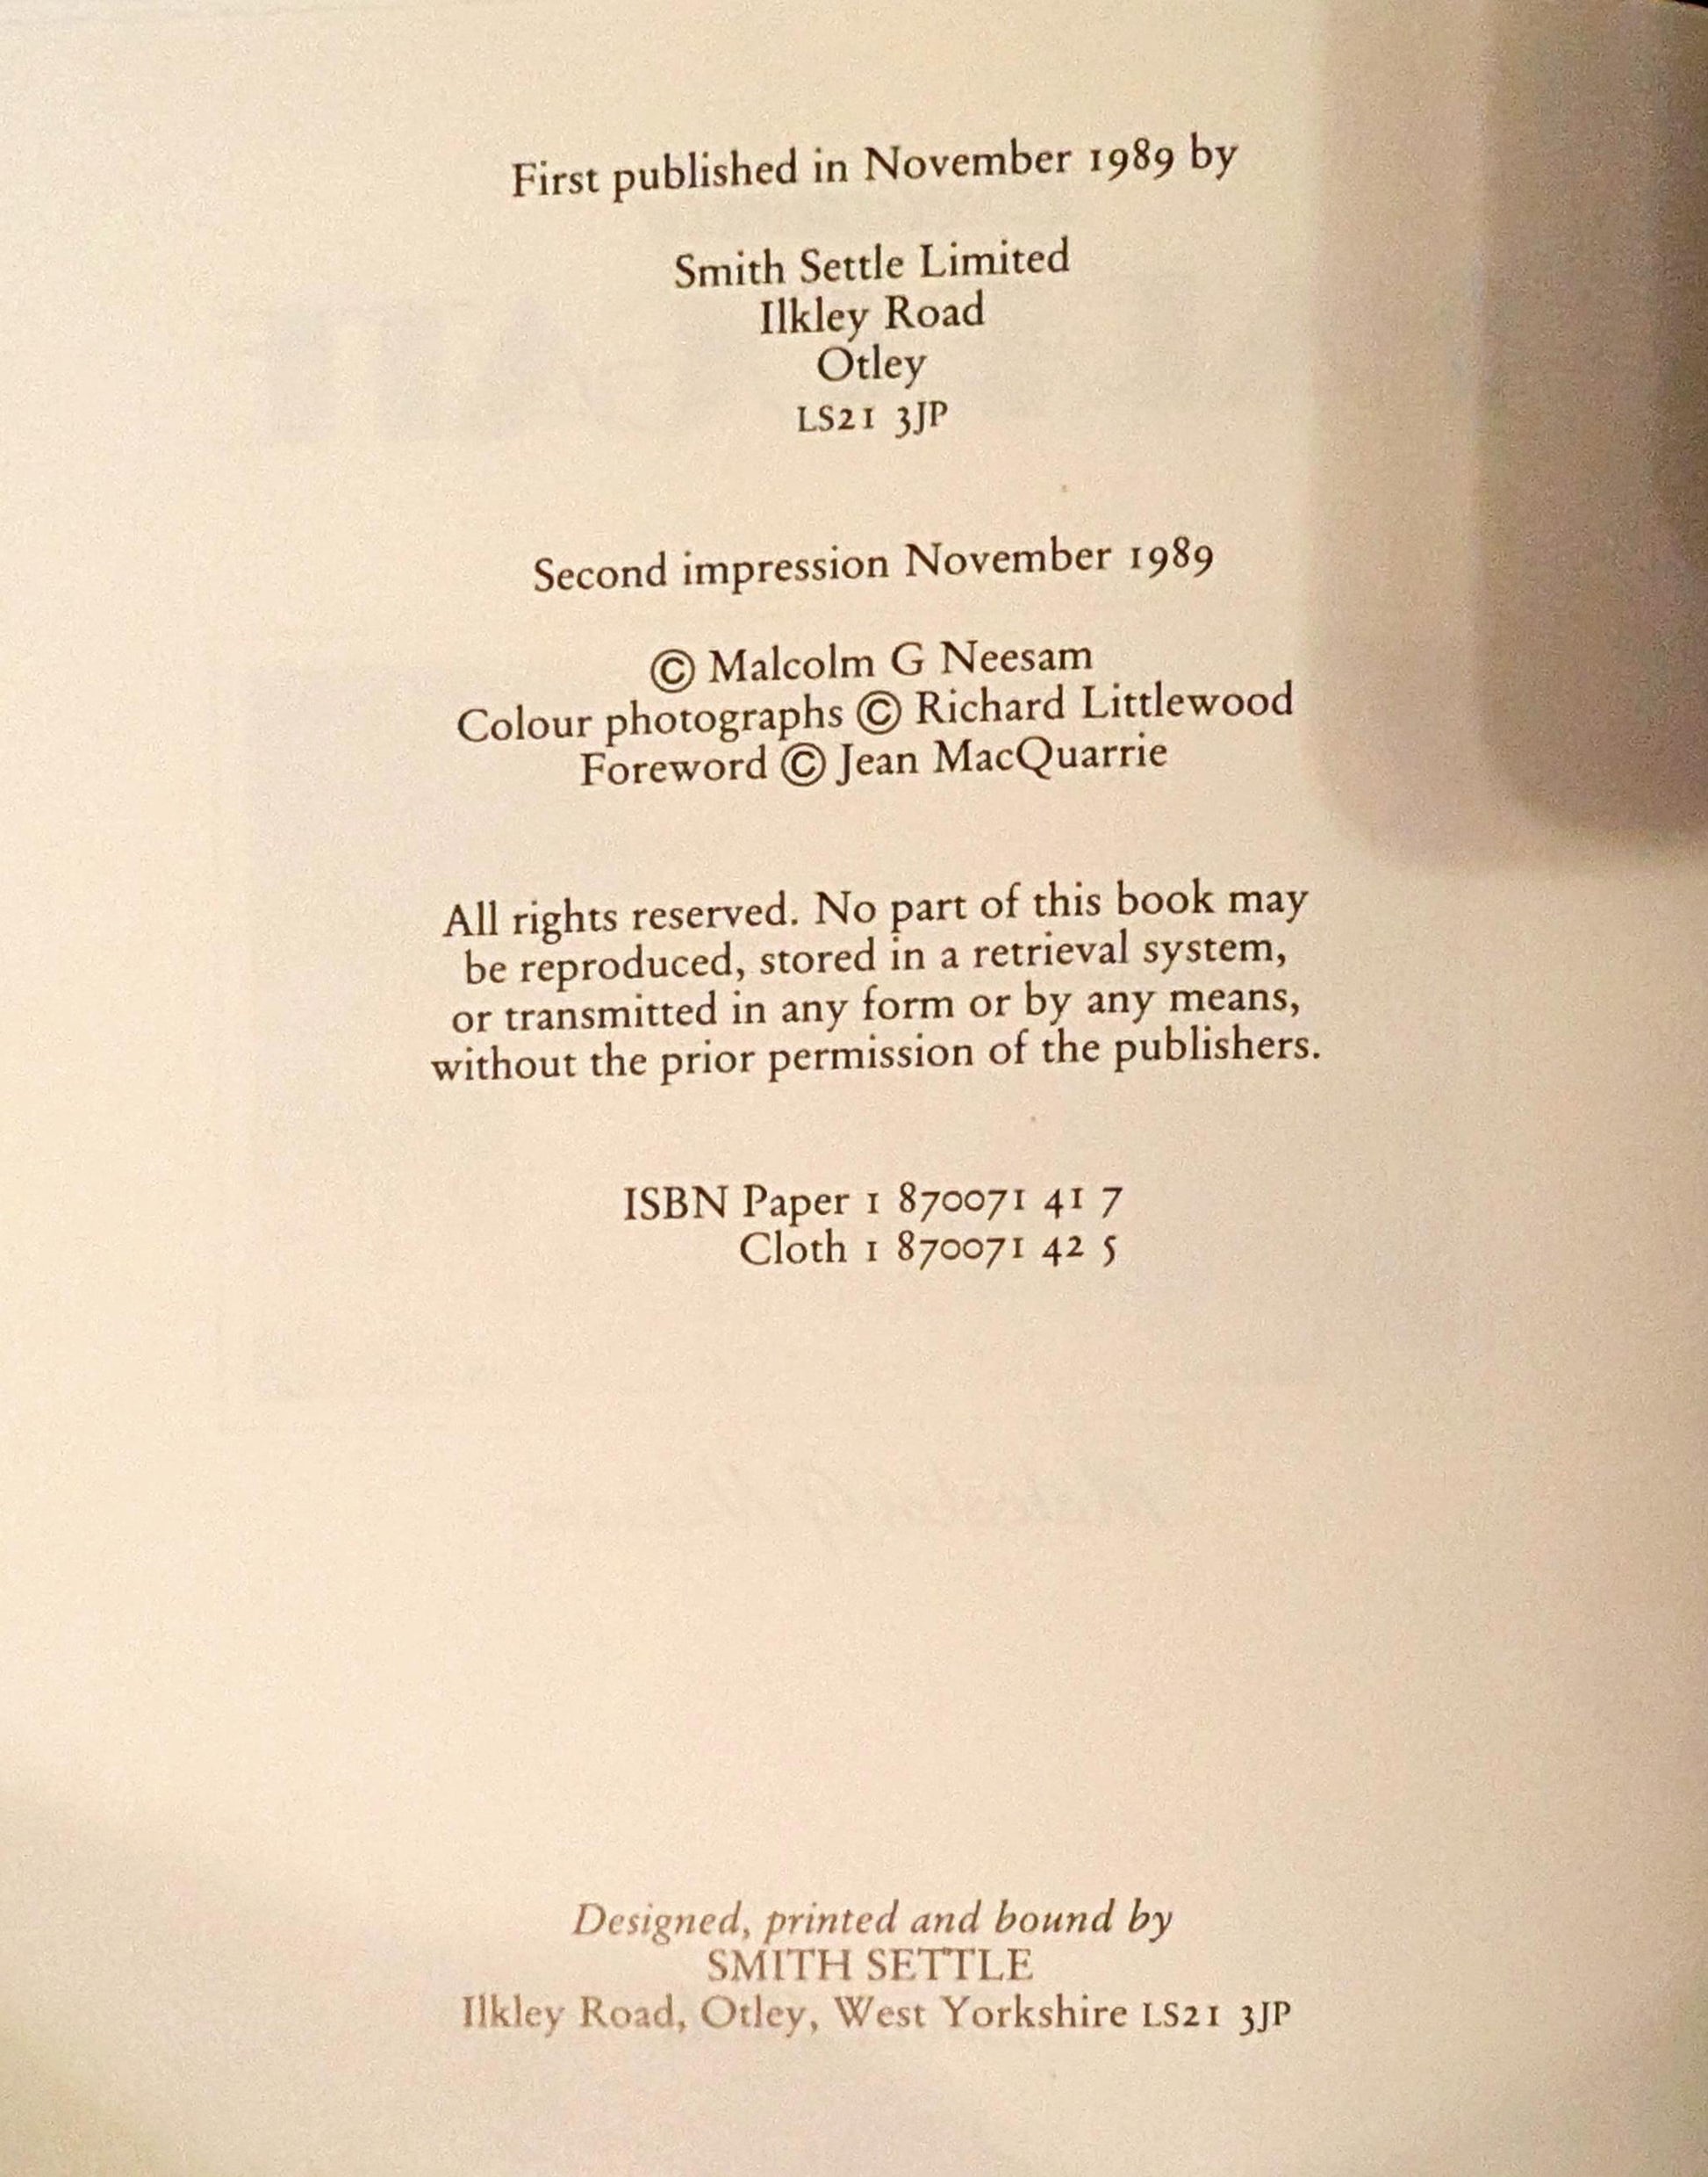 First published in November 1989 by
Smith Settle Limited
Ilkley Road
Otley
LS21 3JP
Second impression November 1989
© Malcolm G Neesam
Colour photographs © Richard Littlewood
Foreword © Jean MacQuarrie
All rights reserved. No part of this book may
be reproduced, stored in a retrieval system,
or transmitted in any form or by any means,
without the prior permission of the publishers.
ISBN Paper 1 870071 41 7
Cloth 1 870071 42 5
Designed, printed and bound by
SMITH SETTLE
Ilkley Road, Otley, West Yorkshire LS21 3JP